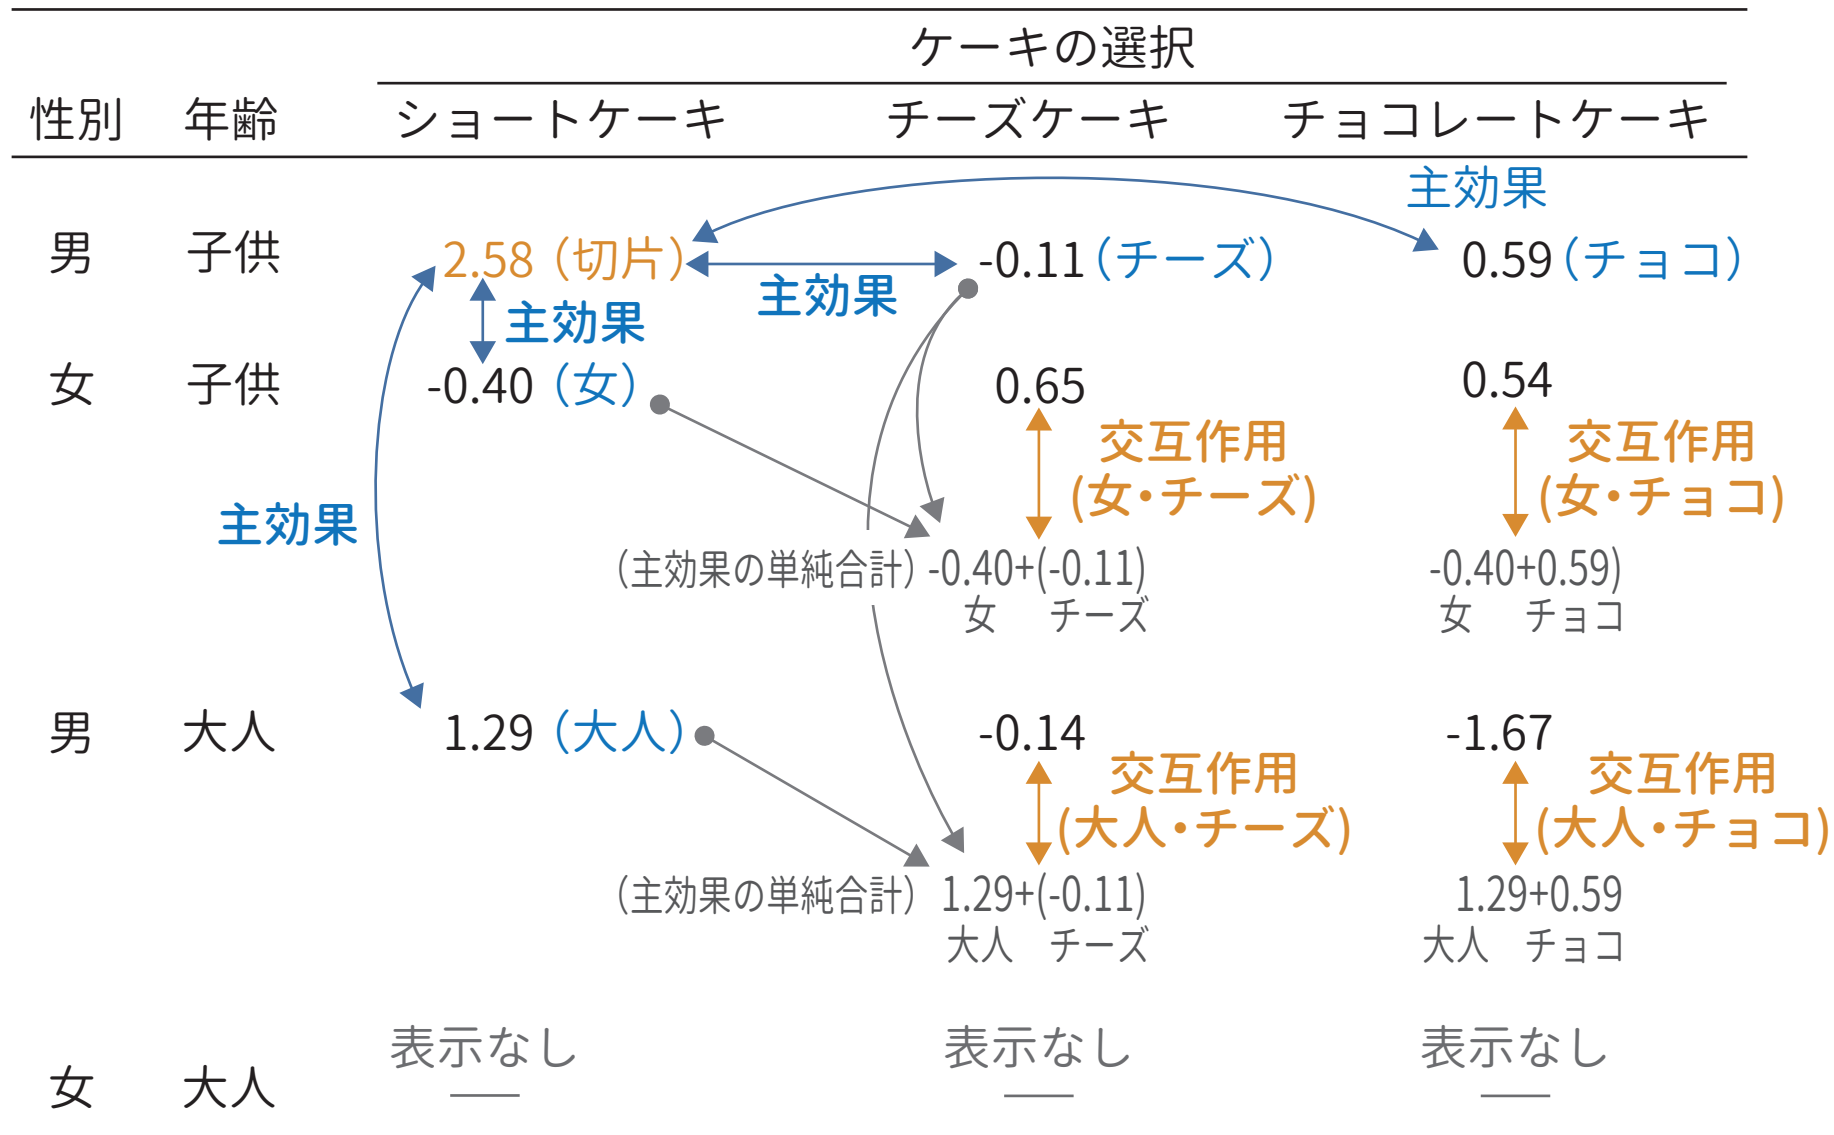 ケーキの選択
性別 年齢 ショートケーキ チーズケーキ チョコレートケーキ
主効果
男 子供 2.58（切片） -0.11（チーズ） 0.59（チョコ）
主効果
主効果
女 子供 -0.40（女） 0.65 0.54
交互作用 交互作用
(女・チーズ) (女・チョコ)
主効果
（主効果の単純合計） -0.40+(-0.11) -0.40+0.59)
女 チーズ 女 チョコ
男 大人 1.29（大人） -0.14 -1.67
交互作用 交互作用
(大人・チーズ) (大人・チョコ)
（主効果の単純合計） 1.29+(-0.11) 1.29+0.59
大人 チーズ 大人 チョコ
表示なし 表示なし 表示なし
女 大人 — — —